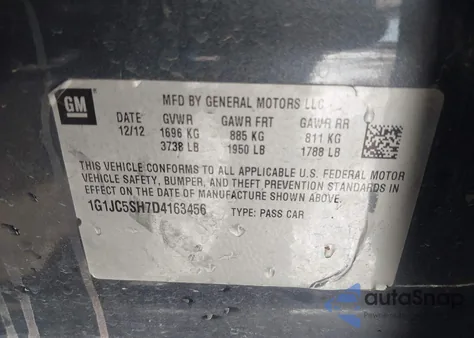 GM
MFD BY GENERAL MOTORS LLC
DATE GVWR GAWR FRT GAWR RR
12/12 1696 KG 885 KG 811 KG
3738 LB 1950 LB 1788 LB
THIS VEHICLE CONFORMS TO ALL APPLICABLE U.S. FEDERAL MOTOR
VEHICLE SAFETY, BUMPER, AND THEFT PREVENTION STANDARDS IN
EFFECT ON THE DATE OF MANUFACTURE SHOWN ABOVE.
1G1JC5SH7D4163456 TYPE: PASS CAR
autoSnap